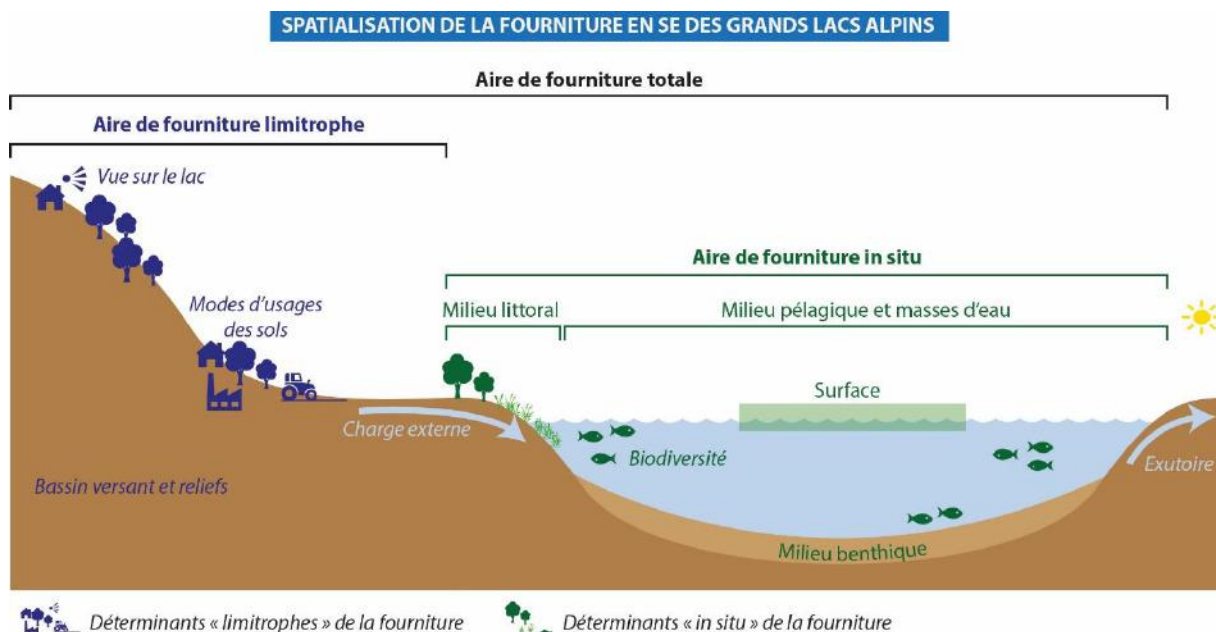 SPATIALISATION DE LA FOURNITURE EN SE DES GRANDS LACS ALPINS
Aire de fourniture totale
Aire de fourniture limitrophe
Vue sur le lac
Aire de fourniture in situ
Modes d'usages
des sols
Milieu littoral
Milieu pélagique et masses d'eau
Surface
Charge externe
Biodiversité
Exutoire
Bassin versant et reliefs
Milieu benthique
Déterminants « limitrophes » de la fourniture
Déterminants « in situ » de la fourniture